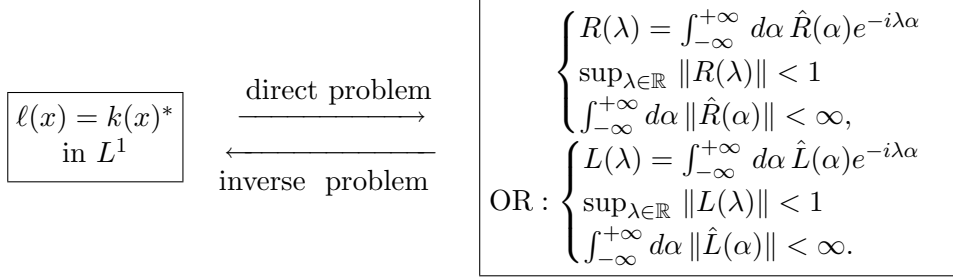 ℓ(x) = k(x)*
in L¹
direct problem
inverse problem
R(λ) = ∫_{-∞}^{+∞} dα R̂(α)e^{-iλα}
sup_{λ∈ℝ} ‖R(λ)‖ < 1
∫_{-∞}^{+∞} dα ‖R̂(α)‖ < ∞,
OR : L(λ) = ∫_{-∞}^{+∞} dα L̂(α)e^{-iλα}
sup_{λ∈ℝ} ‖L(λ)‖ < 1
∫_{-∞}^{+∞} dα ‖L̂(α)‖ < ∞.